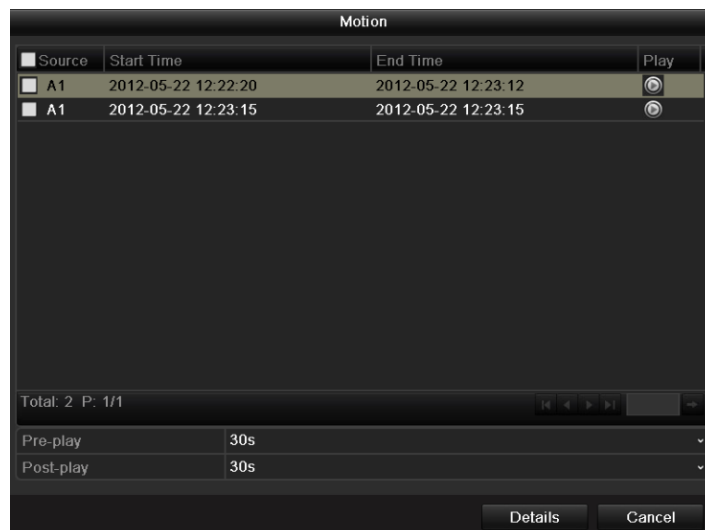 Motion
Source Start Time End Time Play
A1 2012-05-22 12:22:20 2012-05-22 12:23:12
A1 2012-05-22 12:23:15 2012-05-22 12:23:15
Total: 2 P: 1/1
Pre-play 30s
Post-play 30s
Details Cancel